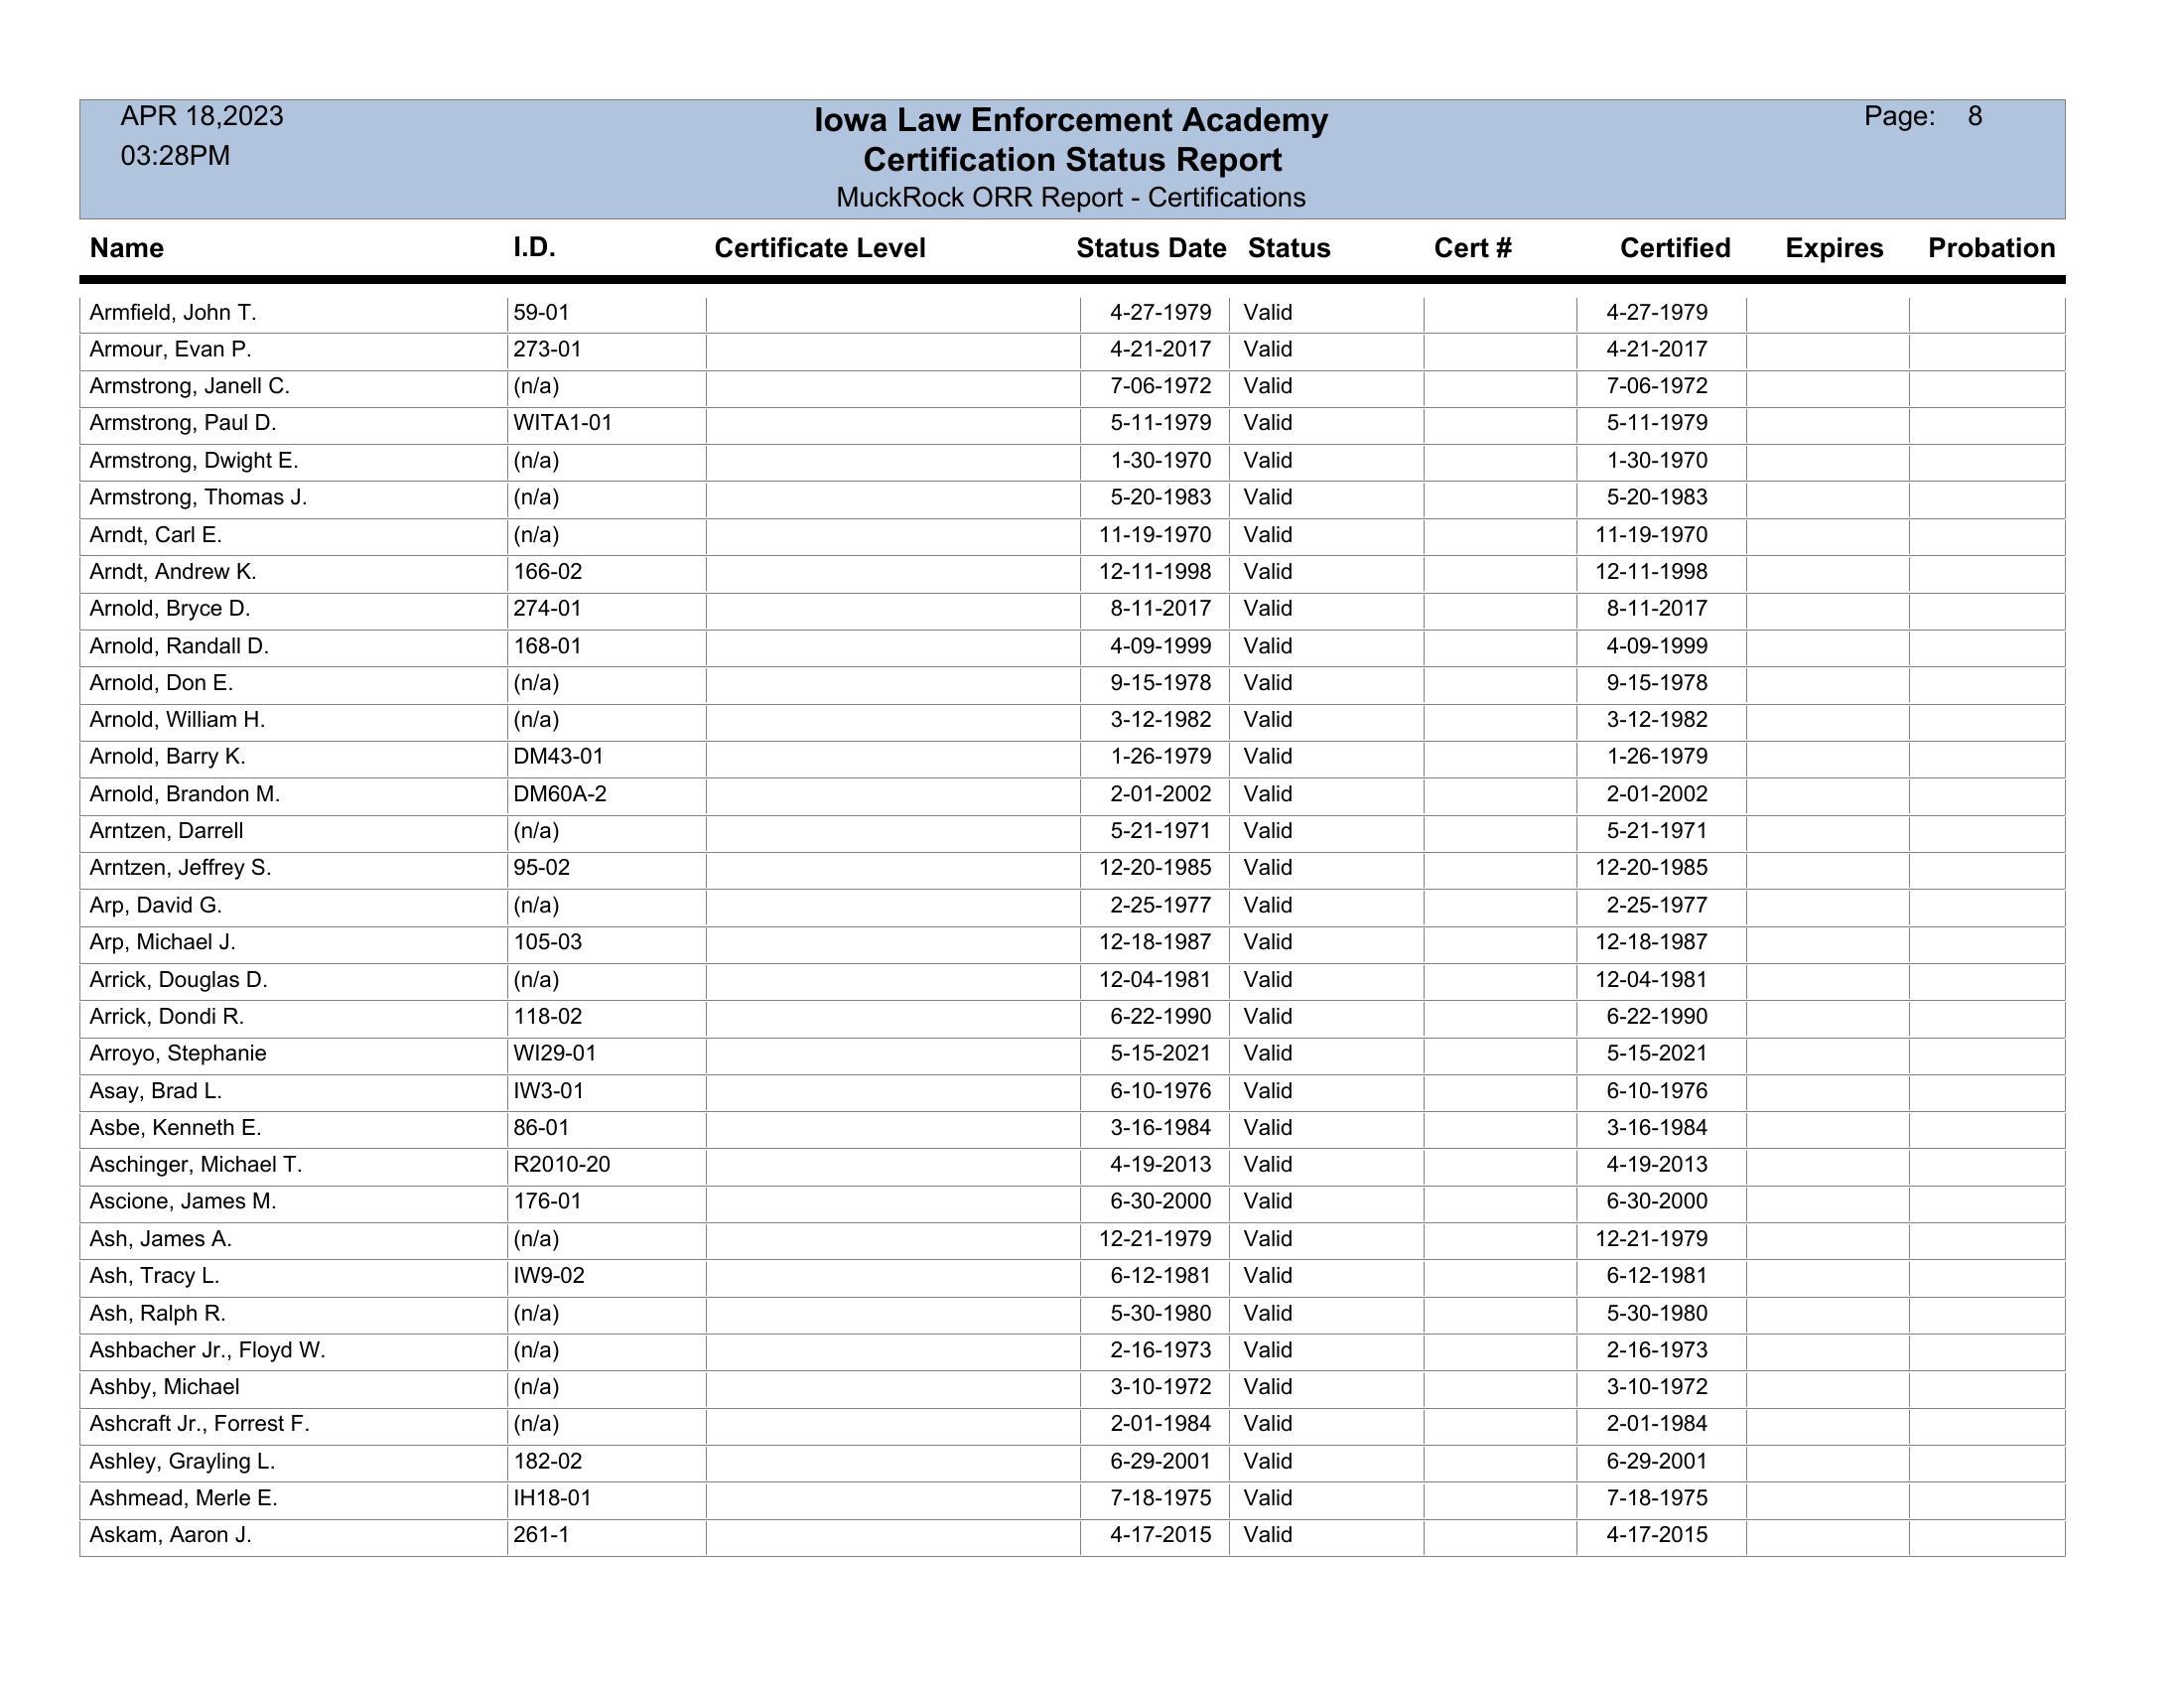 APR 18,2023
03:28PM
Iowa Law Enforcement Academy
Certification Status Report
MuckRock ORR Report - Certifications
Page: 8
Name I.D. Certificate Level Status Date Status Cert # Certified Expires Probation
Armfield, John T. 59-01 4-27-1979 Valid 4-27-1979
Armour, Evan P. 273-01 4-21-2017 Valid 4-21-2017
Armstrong, Janell C. (n/a) 7-06-1972 Valid 7-06-1972
Armstrong, Paul D. WITA1-01 5-11-1979 Valid 5-11-1979
Armstrong, Dwight E. (n/a) 1-30-1970 Valid 1-30-1970
Armstrong, Thomas J. (n/a) 5-20-1983 Valid 5-20-1983
Arndt, Carl E. (n/a) 11-19-1970 Valid 11-19-1970
Arndt, Andrew K. 166-02 12-11-1998 Valid 12-11-1998
Arnold, Bryce D. 274-01 8-11-2017 Valid 8-11-2017
Arnold, Randall D. 168-01 4-09-1999 Valid 4-09-1999
Arnold, Don E. (n/a) 9-15-1978 Valid 9-15-1978
Arnold, William H. (n/a) 3-12-1982 Valid 3-12-1982
Arnold, Barry K. DM43-01 1-26-1979 Valid 1-26-1979
Arnold, Brandon M. DM60A-2 2-01-2002 Valid 2-01-2002
Arntzen, Darrell (n/a) 5-21-1971 Valid 5-21-1971
Arntzen, Jeffrey S. 95-02 12-20-1985 Valid 12-20-1985
Arp, David G. (n/a) 2-25-1977 Valid 2-25-1977
Arp, Michael J. 105-03 12-18-1987 Valid 12-18-1987
Arrick, Douglas D. (n/a) 12-04-1981 Valid 12-04-1981
Arrick, Dondi R. 118-02 6-22-1990 Valid 6-22-1990
Arroyo, Stephanie WI29-01 5-15-2021 Valid 5-15-2021
Asay, Brad L. IW3-01 6-10-1976 Valid 6-10-1976
Asbe, Kenneth E. 86-01 3-16-1984 Valid 3-16-1984
Aschinger, Michael T. R2010-20 4-19-2013 Valid 4-19-2013
Ascione, James M. 176-01 6-30-2000 Valid 6-30-2000
Ash, James A. (n/a) 12-21-1979 Valid 12-21-1979
Ash, Tracy L. IW9-02 6-12-1981 Valid 6-12-1981
Ash, Ralph R. (n/a) 5-30-1980 Valid 5-30-1980
Ashbacher Jr., Floyd W. (n/a) 2-16-1973 Valid 2-16-1973
Ashby, Michael (n/a) 3-10-1972 Valid 3-10-1972
Ashcraft Jr., Forrest F. (n/a) 2-01-1984 Valid 2-01-1984
Ashley, Grayling L. 182-02 6-29-2001 Valid 6-29-2001
Ashmead, Merle E. IH18-01 7-18-1975 Valid 7-18-1975
Askam, Aaron J. 261-1 4-17-2015 Valid 4-17-2015